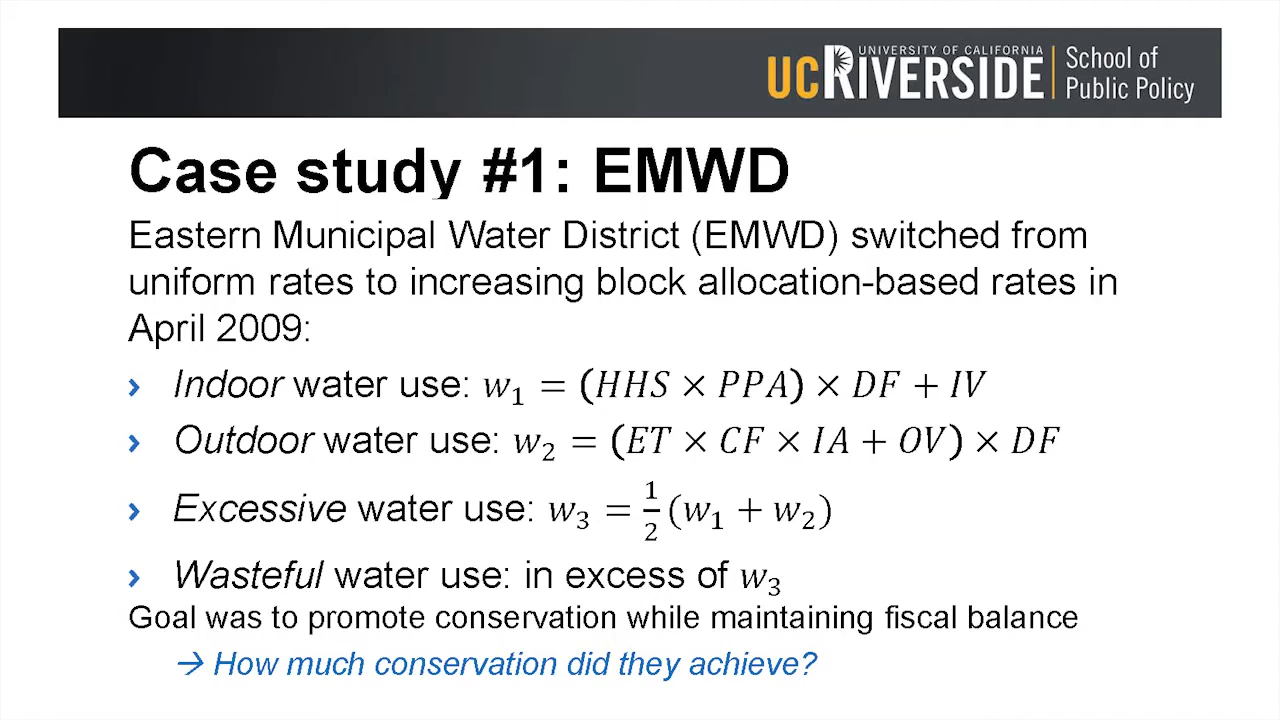 UNIVERSITY OF CALIFORNIA
UCRIVERSIDE
School of
Public Policy
Case study #1: EMWD
Eastern Municipal Water District (EMWD) switched from
uniform rates to increasing block allocation-based rates in
April 2009:
› Indoor water use: w₁ = (HHS × PPA) × DF + IV
› Outdoor water use: w₂ = (ET × CF × IA + OV) × DF
› Excessive water use: w₃ = 1/2 (w₁ + w₂)
› Wasteful water use: in excess of w₃
Goal was to promote conservation while maintaining fiscal balance
→ How much conservation did they achieve?